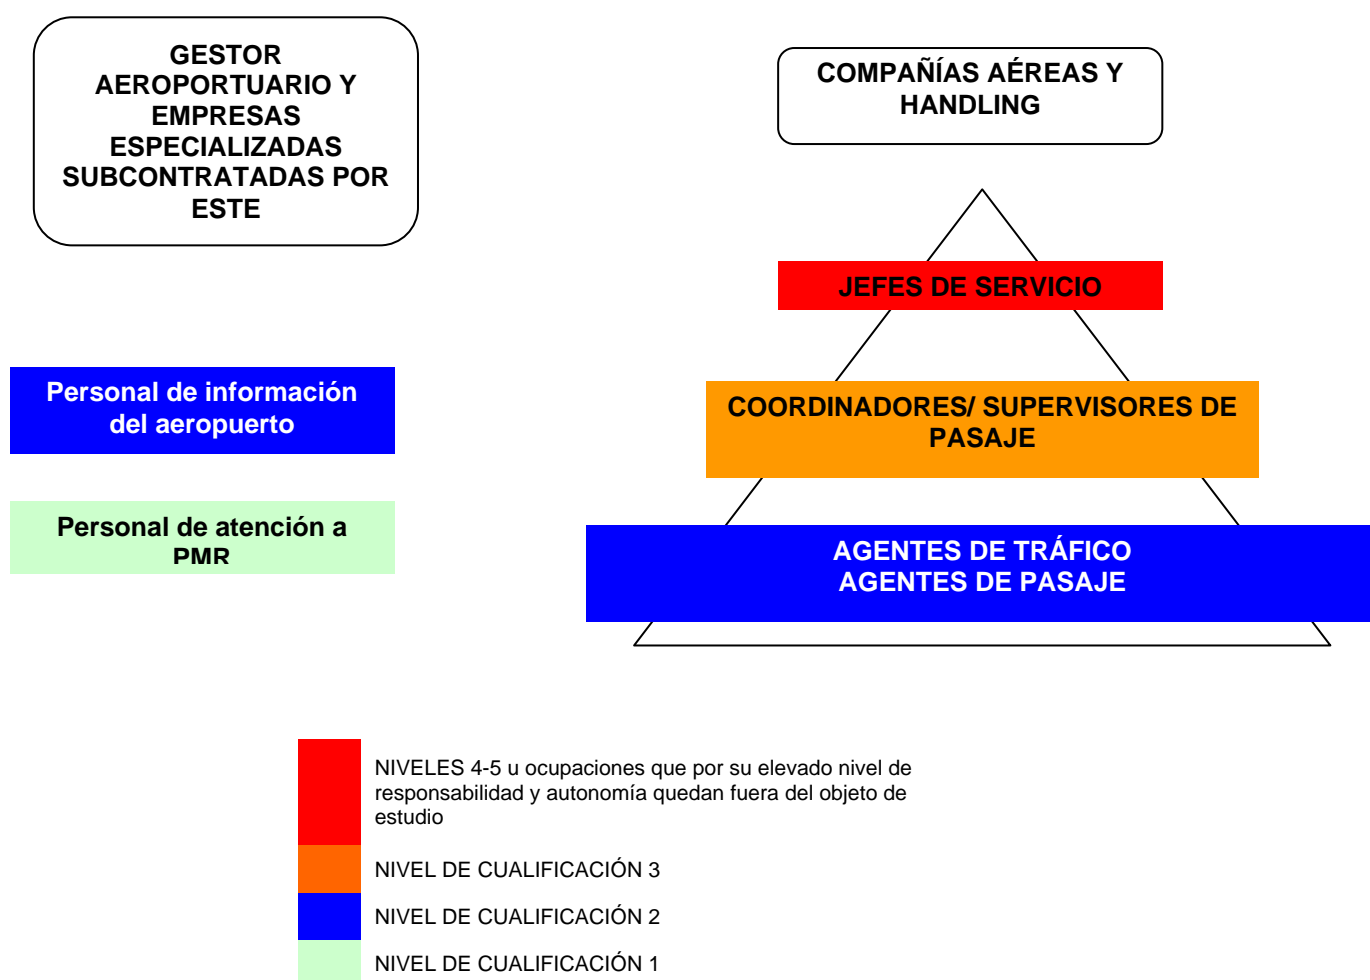 GESTOR
AEROPORTUARIO Y
EMPRESAS
ESPECIALIZADAS
SUBCONTRATADAS POR
ESTE
COMPAÑÍAS AÉREAS Y
HANDLING
JEFES DE SERVICIO
Personal de información
del aeropuerto
COORDINADORES/ SUPERVISORES DE
PASAJE
Personal de atención a
PMR
AGENTES DE TRÁFICO
AGENTES DE PASAJE
NIVELES 4-5 u ocupaciones que por su elevado nivel de
responsabilidad y autonomía quedan fuera del objeto de
estudio
NIVEL DE CUALIFICACIÓN 3
NIVEL DE CUALIFICACIÓN 2
NIVEL DE CUALIFICACIÓN 1